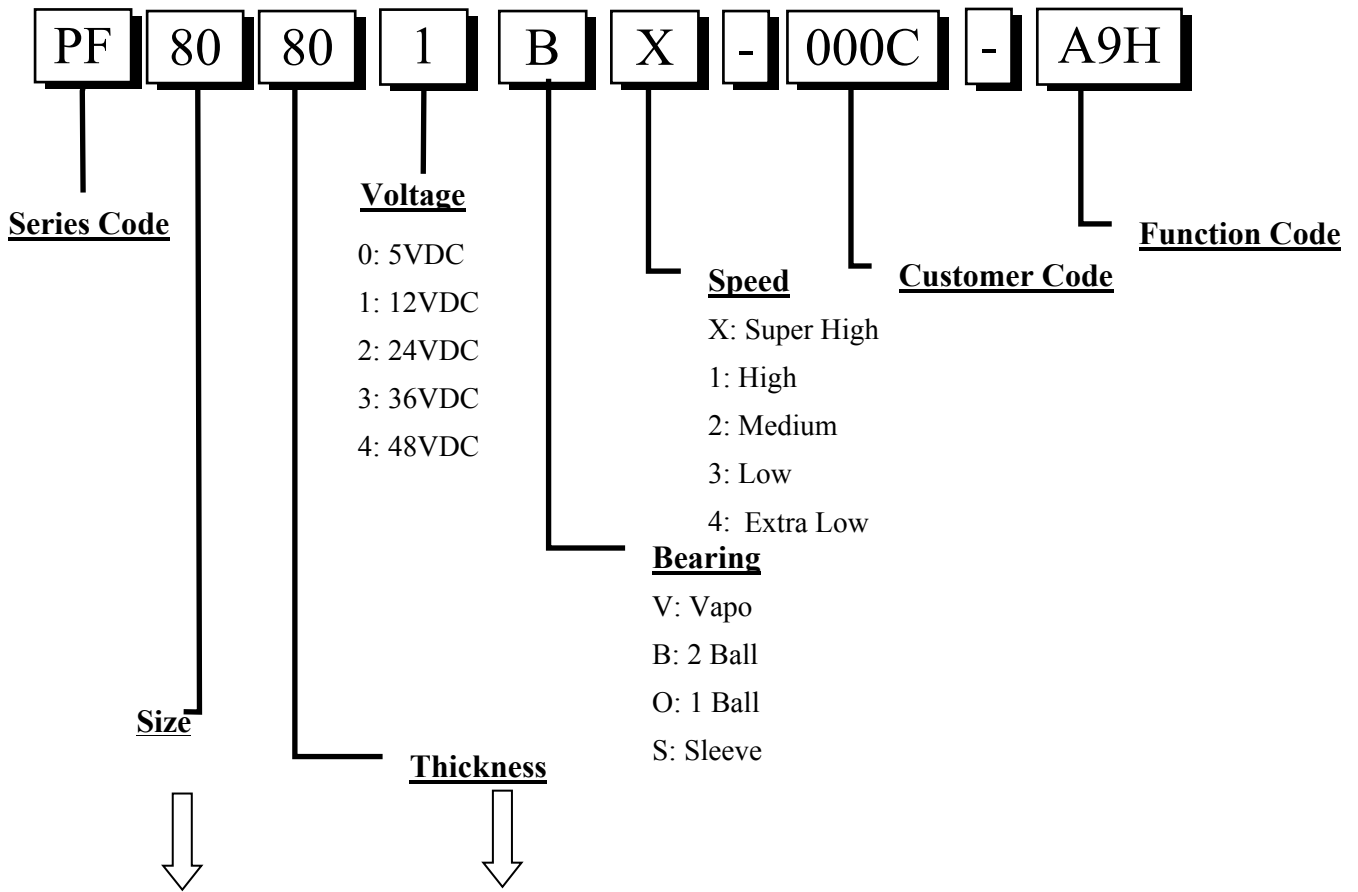 PF 80 80 1 B X - 000C - A9H
Series Code
Voltage
0: 5VDC
1: 12VDC
2: 24VDC
3: 36VDC
4: 48VDC
Function Code
Customer Code
Speed
X: Super High
1: High
2: Medium
3: Low
4: Extra Low
Bearing
V: Vapo
B: 2 Ball
O: 1 Ball
S: Sleeve
Size
Thickness